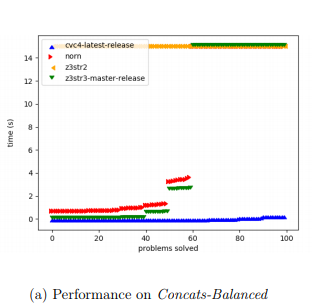 cvc4-latest-release
norn
z3str2
z3str3-master-release
14
12
10
8
6
4
2
0
time (s)
0 20 40 60 80 100
problems solved
(a) Performance on Concats-Balanced